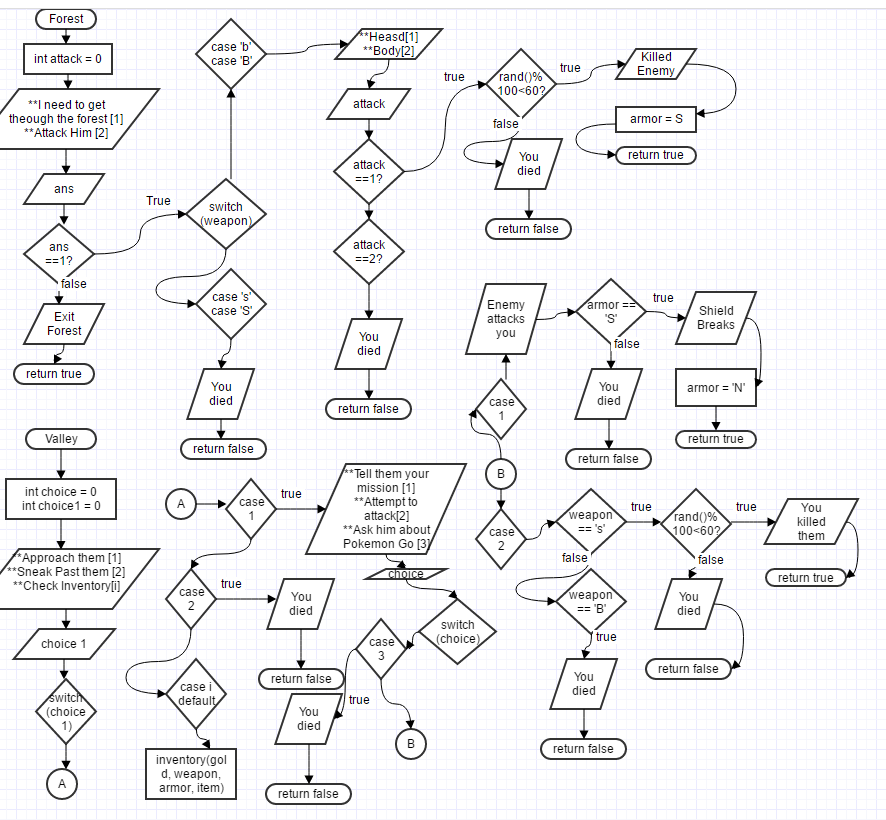 Forest
int attack = 0
**I need to get
theough the forest [1]
**Attack Him [2]
ans
ans
==1?
false
Exit
Forest
return true
True
switch
(weapon)
case 'b'
case 'B'
case 's'
case 'S'
You
died
return false
**Heasd[1]
**Body[2]
attack
attack
==1?
attack
==2?
You
died
return false
true
rand()%
100<60?
true
false
Killed
Enemy
armor = S
return true
You
died
return false
Valley
int choice = 0
int choice1 = 0
**Approach them [1]
**Sneak Past them [2]
**Check Inventory[i]
choice 1
switch
(choice
1)
A
A
case
1
true
**Tell them your
mission [1]
**Attempt to
attack[2]
**Ask him about
Pokemon Go [3]
choice
switch
(choice)
case
2
true
You
died
return false
case i
default
inventory(gol
d, weapon,
armor, item)
case
3
true
You
died
return false
B
Enemy
attacks
you
armor ==
'S'
true
false
Shield
Breaks
armor = 'N'
return true
You
died
return false
case
1
B
case
2
weapon
== 's'
true
false
rand()%
100<60?
true
false
You
killed
them
return true
You
died
return false
weapon
== 'B'
true
You
died
return false